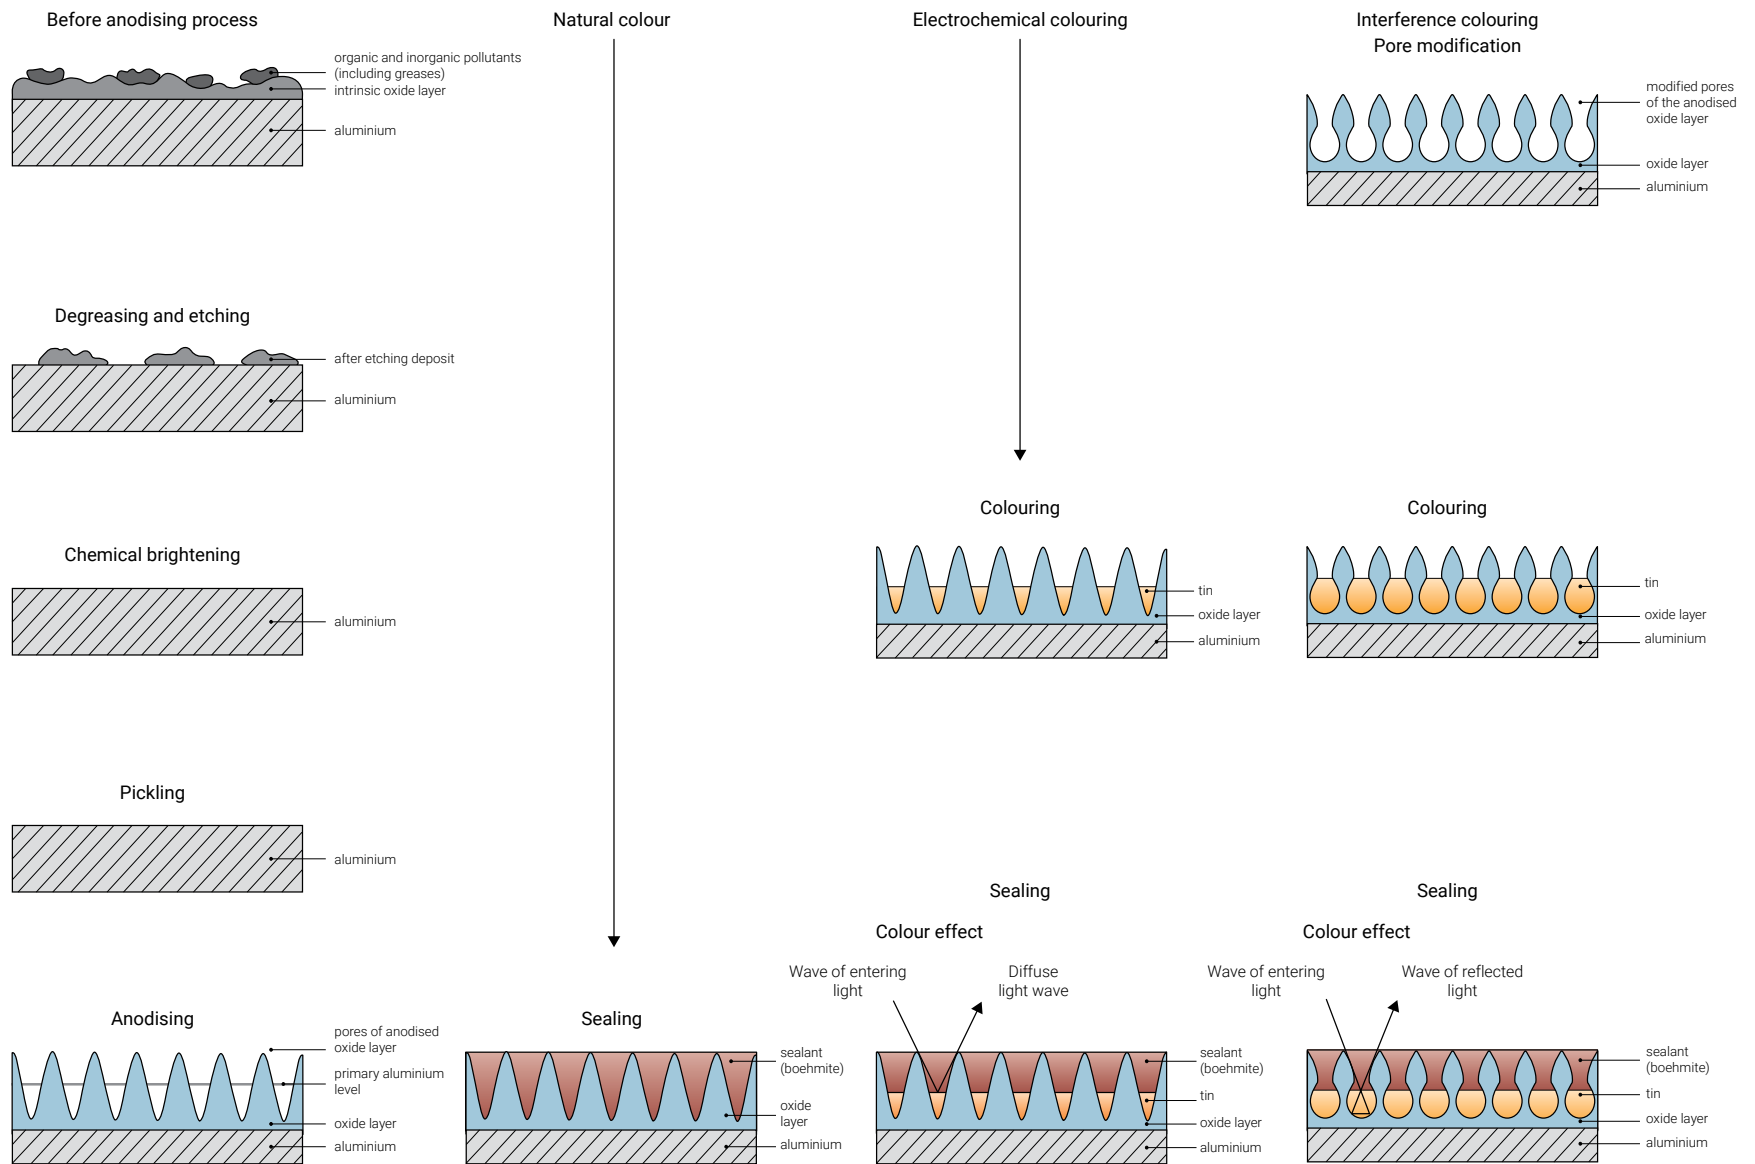 Before anodising process
organic and inorganic pollutants
(including greases)
intrinsic oxide layer
aluminium
Degreasing and etching
after etching deposit
aluminium
Chemical brightening
aluminium
Pickling
aluminium
Anodising
pores of anodised
oxide layer
primary aluminium
level
oxide layer
aluminium
Natural colour
Sealing
sealant
(boehmite)
oxide
layer
aluminium
Electrochemical colouring
Colouring
tin
oxide layer
aluminium
Sealing
Colour effect
Wave of entering
light
Diffuse
light wave
sealant
(boehmite)
tin
oxide layer
aluminium
Interference colouring
Pore modification
modified pores
of the anodised
oxide layer
oxide layer
aluminium
Colouring
tin
oxide layer
aluminium
Sealing
Colour effect
Wave of entering
light
Wave of reflected
light
sealant
(boehmite)
tin
oxide layer
aluminium